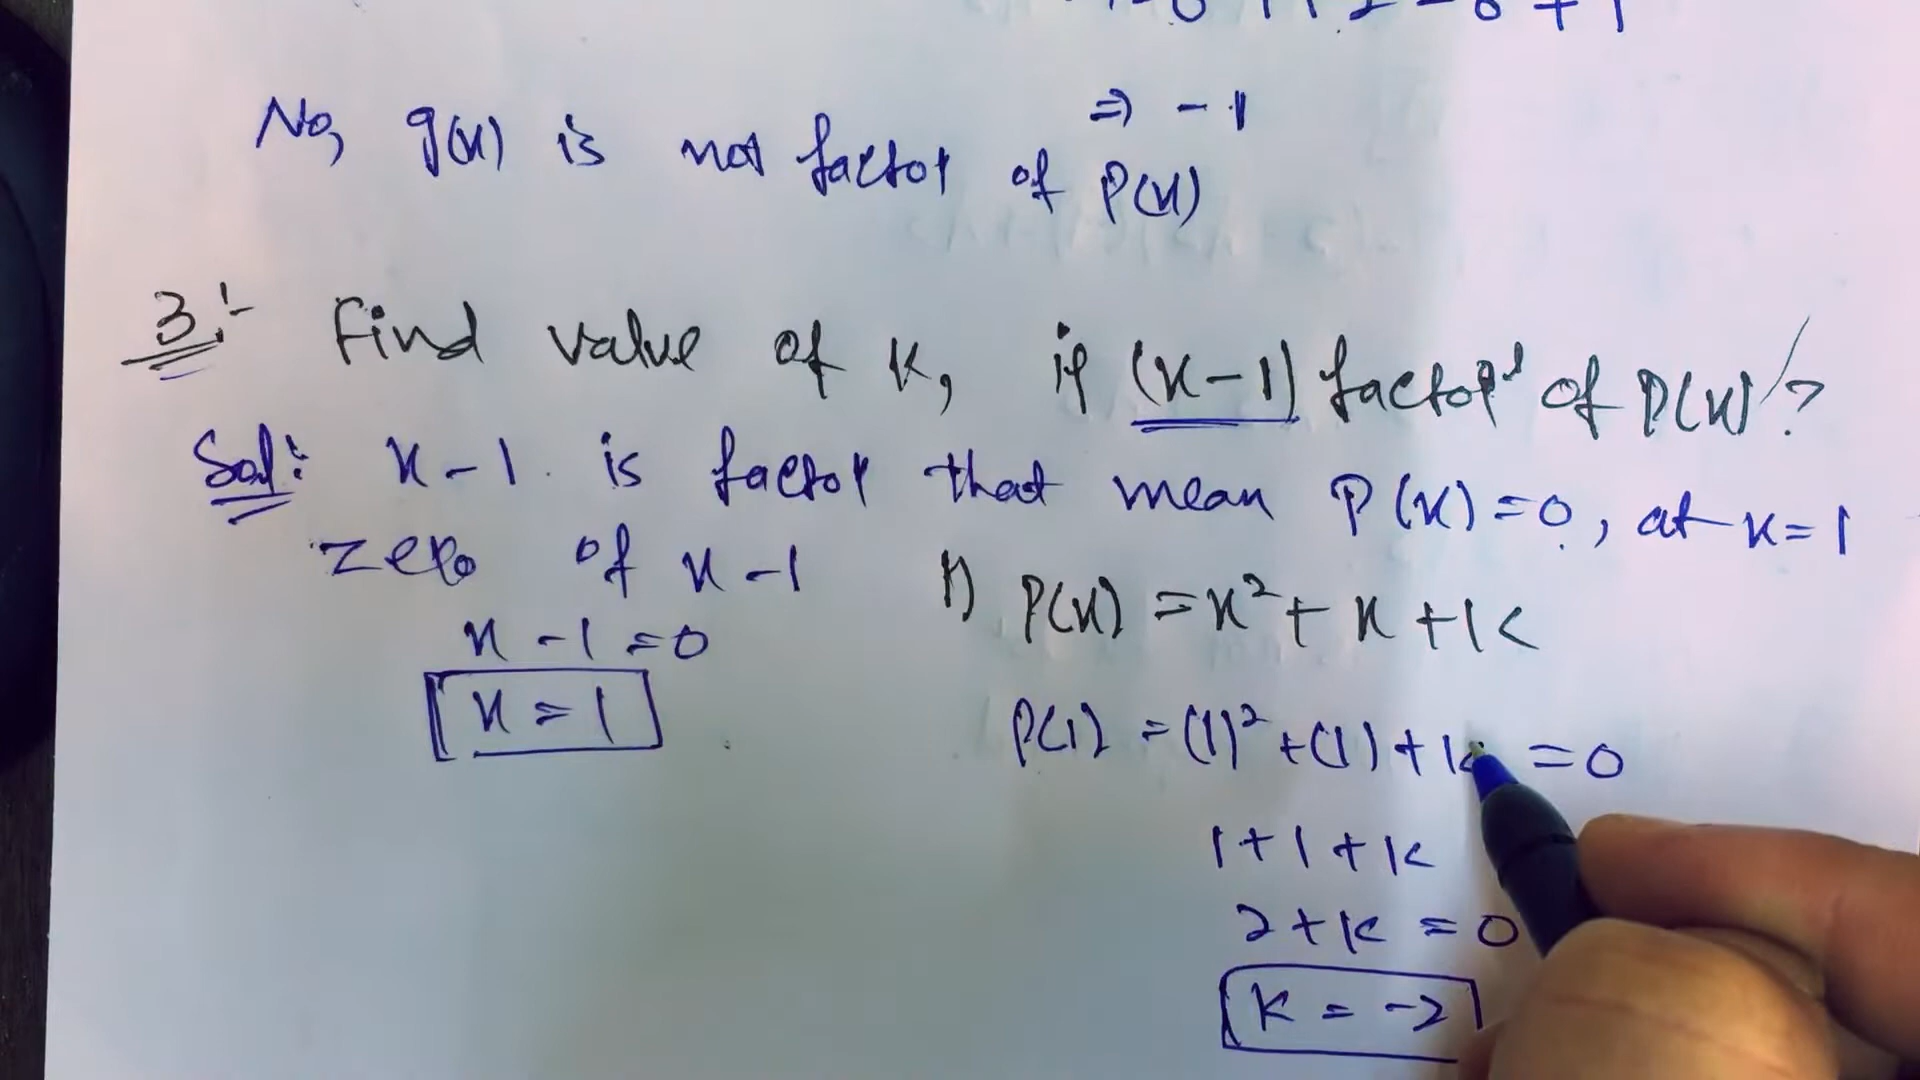 ⇒ -1
No, g(x) is not factor of P(x)
3:- Find value of K, if (x-1) factor of P(x)?
Sol: x-1. is factor that mean P(x)=0, at x=1
zero of x-1
1) P(x) = x² + x + k
x-1=0
x = 1
P(1) = (1)² + (1) + k = 0
1 + 1 + k
2 + k = 0
K = -2